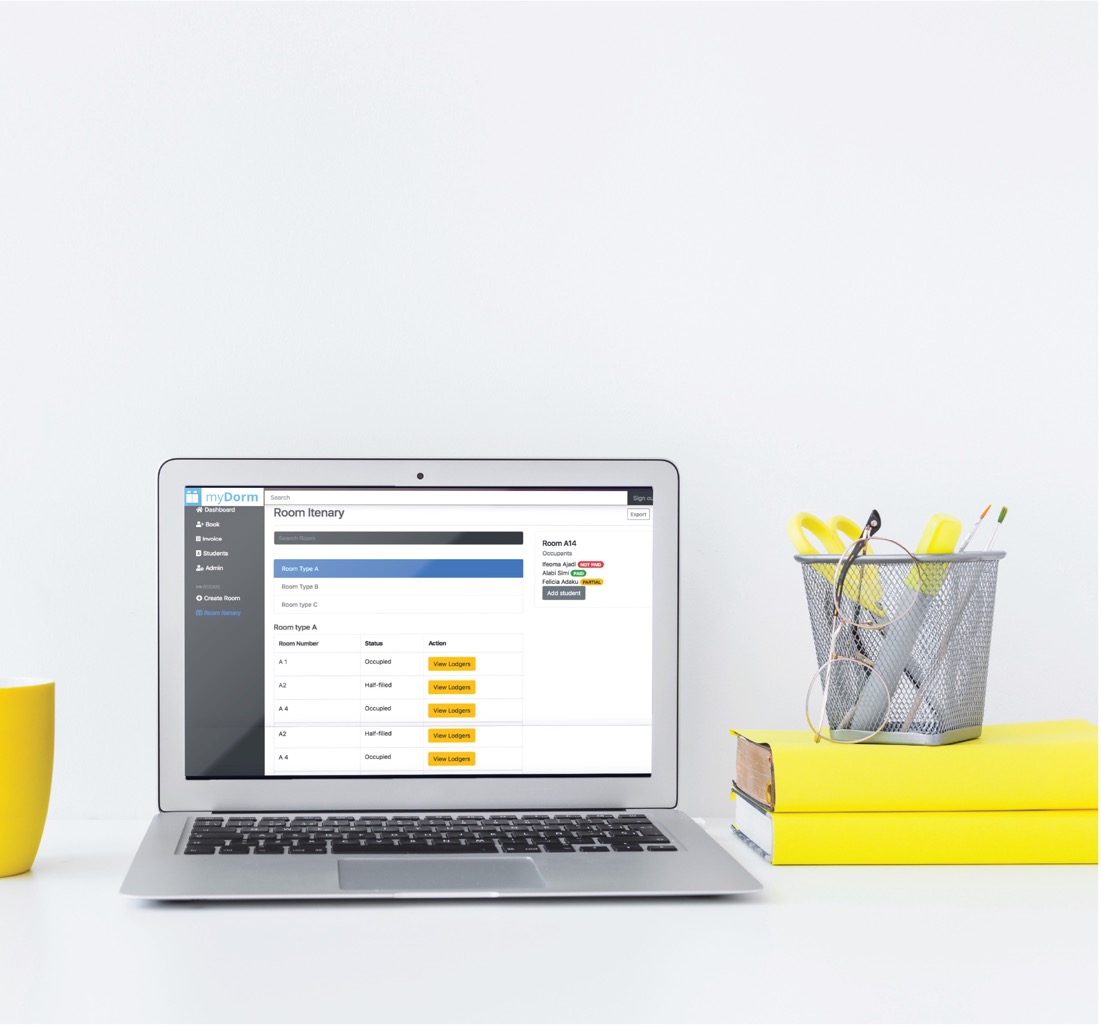 myDorm
Search
Sign ou
Dashboard
Book
Invoice
Students
Admin
ROOMS
Create Room
Room Itenary
Room Itenary
Export
Search Room
Room Type A
Room Type B
Room type C
Room type A
Room Number Status Action
A 1 Occupied View Lodgers
A2 Half-filled View Lodgers
A 4 Occupied View Lodgers
A2 Half-filled View Lodgers
A 4 Occupied View Lodgers
Room A14
Occupants
Ifeoma Ajadi NOT PAID
Alabi Simi PAID
Felicia Adaku PARTIAL
Add student